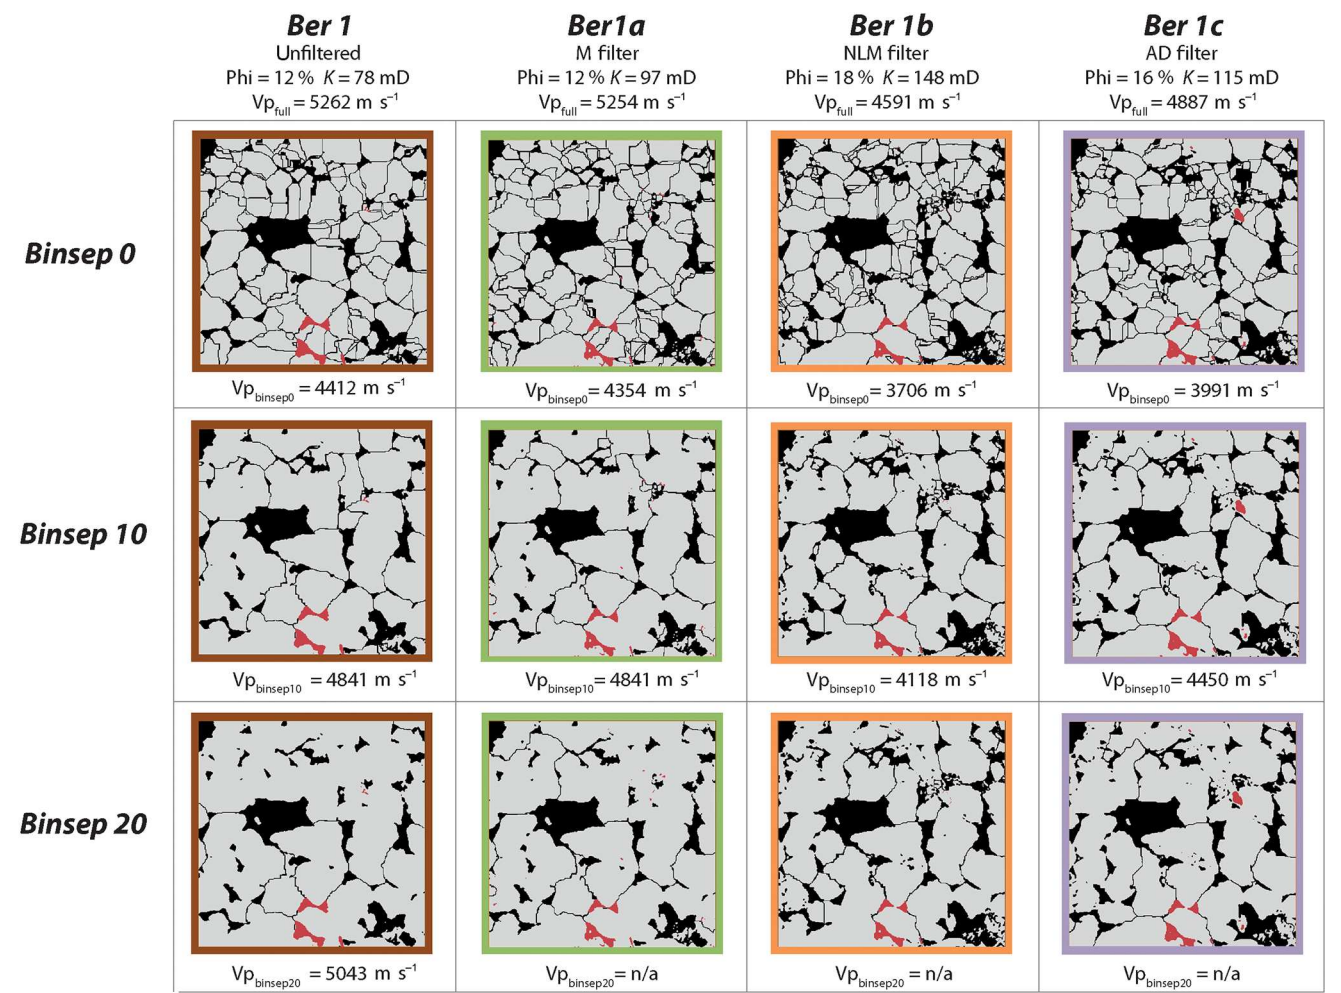 Ber 1
Unfiltered
Phi = 12 % K = 78 mD
Vpfull = 5262 m s–1
Ber1a
M filter
Phi = 12 % K = 97 mD
Vpfull = 5254 m s–1
Ber 1b
NLM filter
Phi = 18 % K = 148 mD
Vpfull = 4591 m s–1
Ber 1c
AD filter
Phi = 16 % K = 115 mD
Vpfull = 4887 m s–1
Binsep 0
Vpbinsep0 = 4412 m s–1
Vpbinsep0 = 4354 m s–1
Vpbinsep0 = 3706 m s–1
Vpbinsep0 = 3991 m s–1
Binsep 10
Vpbinsep10 = 4841 m s–1
Vpbinsep10 = 4841 m s–1
Vpbinsep10 = 4118 m s–1
Vpbinsep10 = 4450 m s–1
Binsep 20
Vpbinsep20 = 5043 m s–1
Vpbinsep20 = n/a
Vpbinsep20 = n/a
Vpbinsep20 = n/a